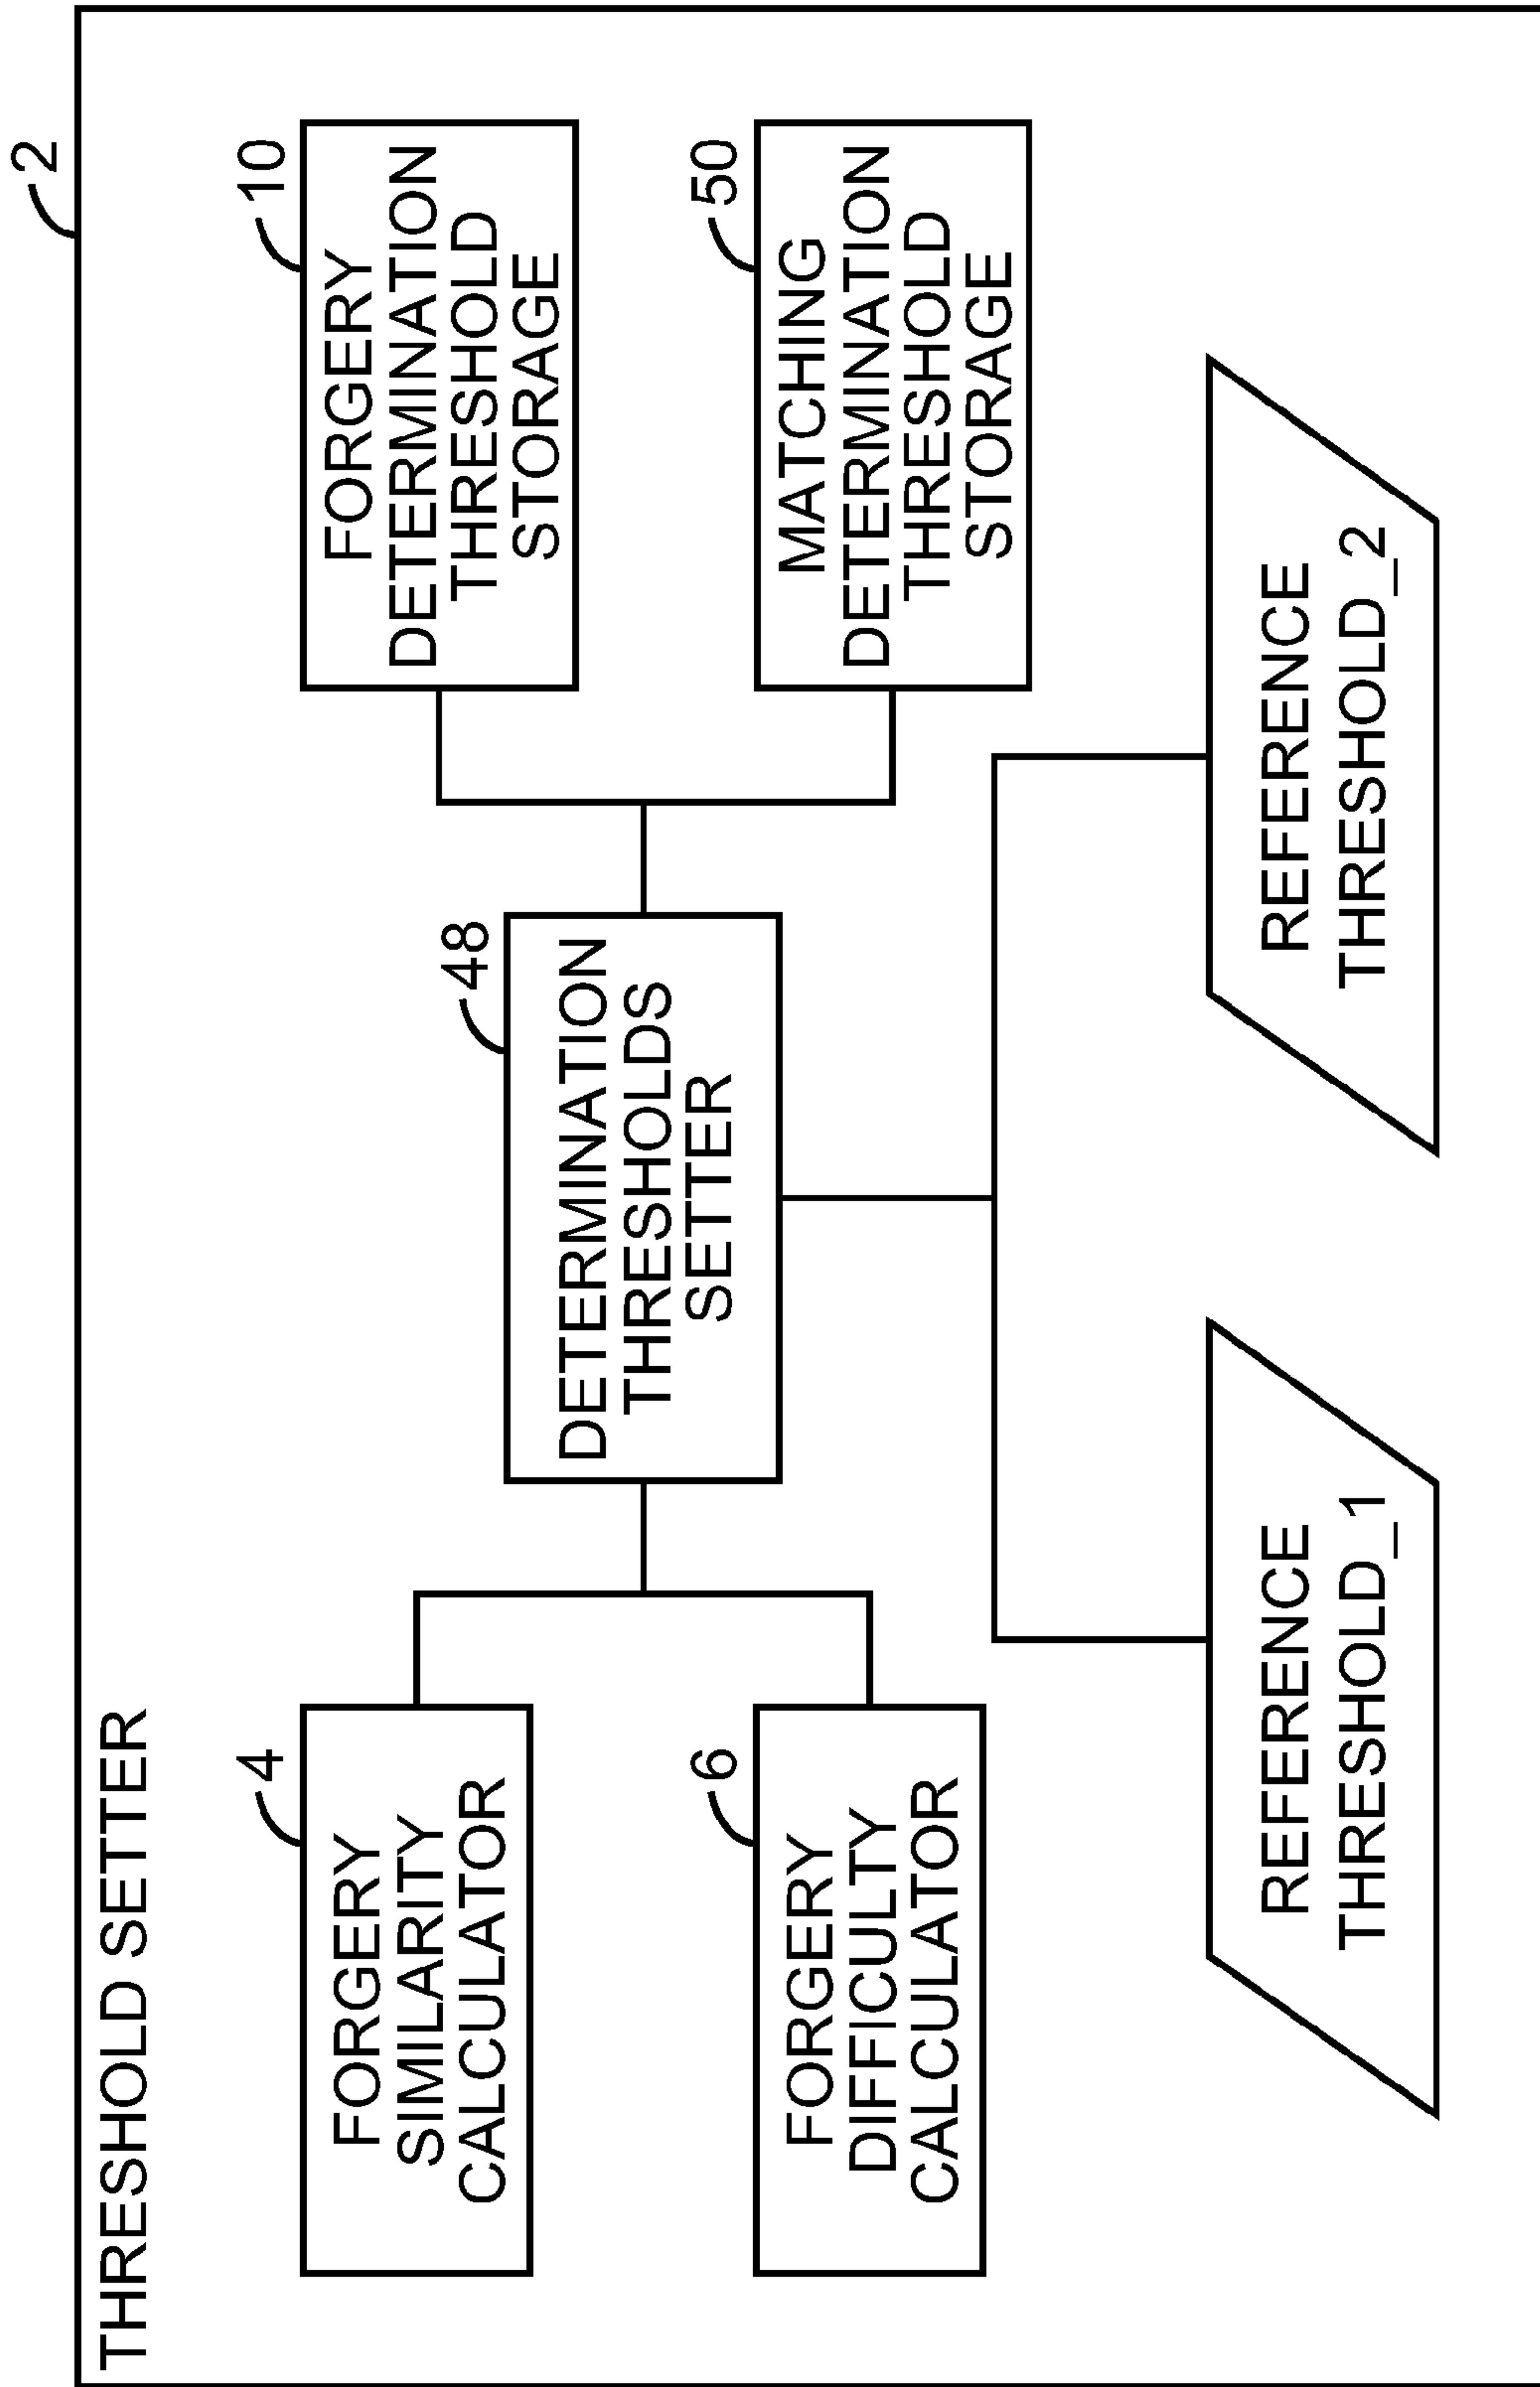 2
THRESHOLD SETTER
4
FORGERY
SIMILARITY
CALCULATOR
6
FORGERY
DIFFICULTY
CALCULATOR
48
DETERMINATION
THRESHOLDS
SETTER
10
FORGERY
DETERMINATION
THRESHOLD
STORAGE
50
MATCHING
DETERMINATION
THRESHOLD
STORAGE
REFERENCE
THRESHOLD_1
REFERENCE
THRESHOLD_2